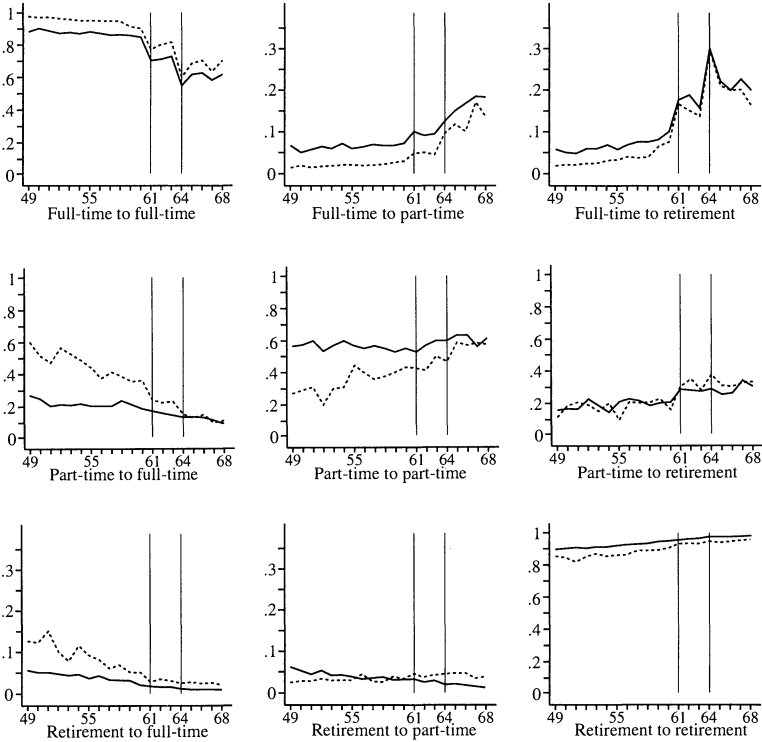 1
.8
.6
.4
.2
0
49 55 61 64 68
Full-time to full-time
.3
.2
.1
0
49 55 61 64 68
Full-time to part-time
.3
.2
.1
0
49 55 61 64 68
Full-time to retirement
1
.8
.6
.4
.2
0
49 55 61 64 68
Part-time to full-time
1
.8
.6
.4
.2
0
49 55 61 64 68
Part-time to part-time
1
.8
.6
.4
.2
0
49 55 61 64 68
Part-time to retirement
.3
.2
.1
0
49 55 61 64 68
Retirement to full-time
.3
.2
.1
0
49 55 61 64 68
Retirement to part-time
1
.8
.6
.4
.2
0
49 55 61 64 68
Retirement to retirement